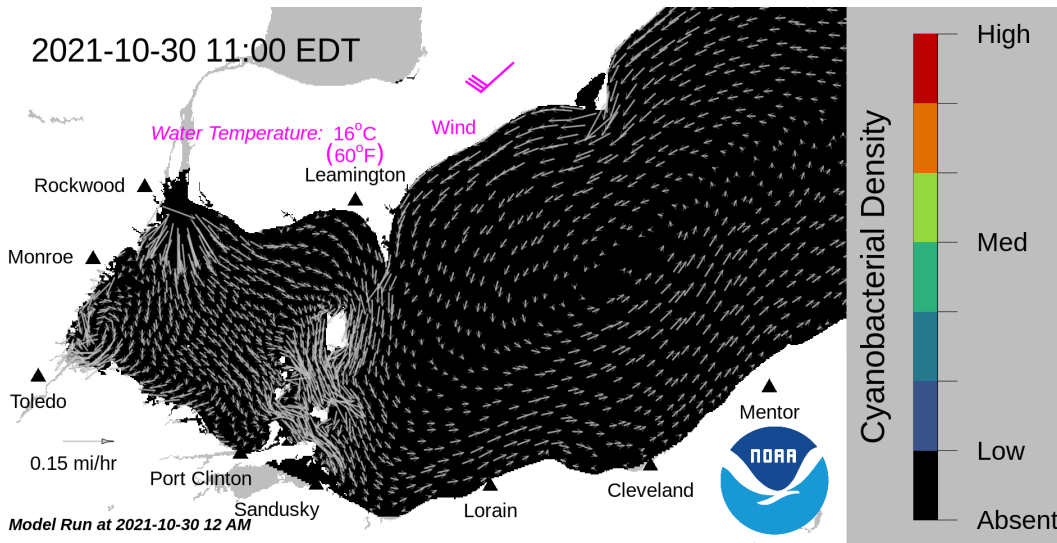 2021-10-30 11:00 EDT
Wind
Water Temperature: 16°C
(60°F)
Leamington
Rockwood
Monroe
Toledo
0.15 mi/hr
Port Clinton
Sandusky
Lorain
Cleveland
Mentor
NOAA
Model Run at 2021-10-30 12 AM
Cyanobacterial Density
High
Med
Low
Absent